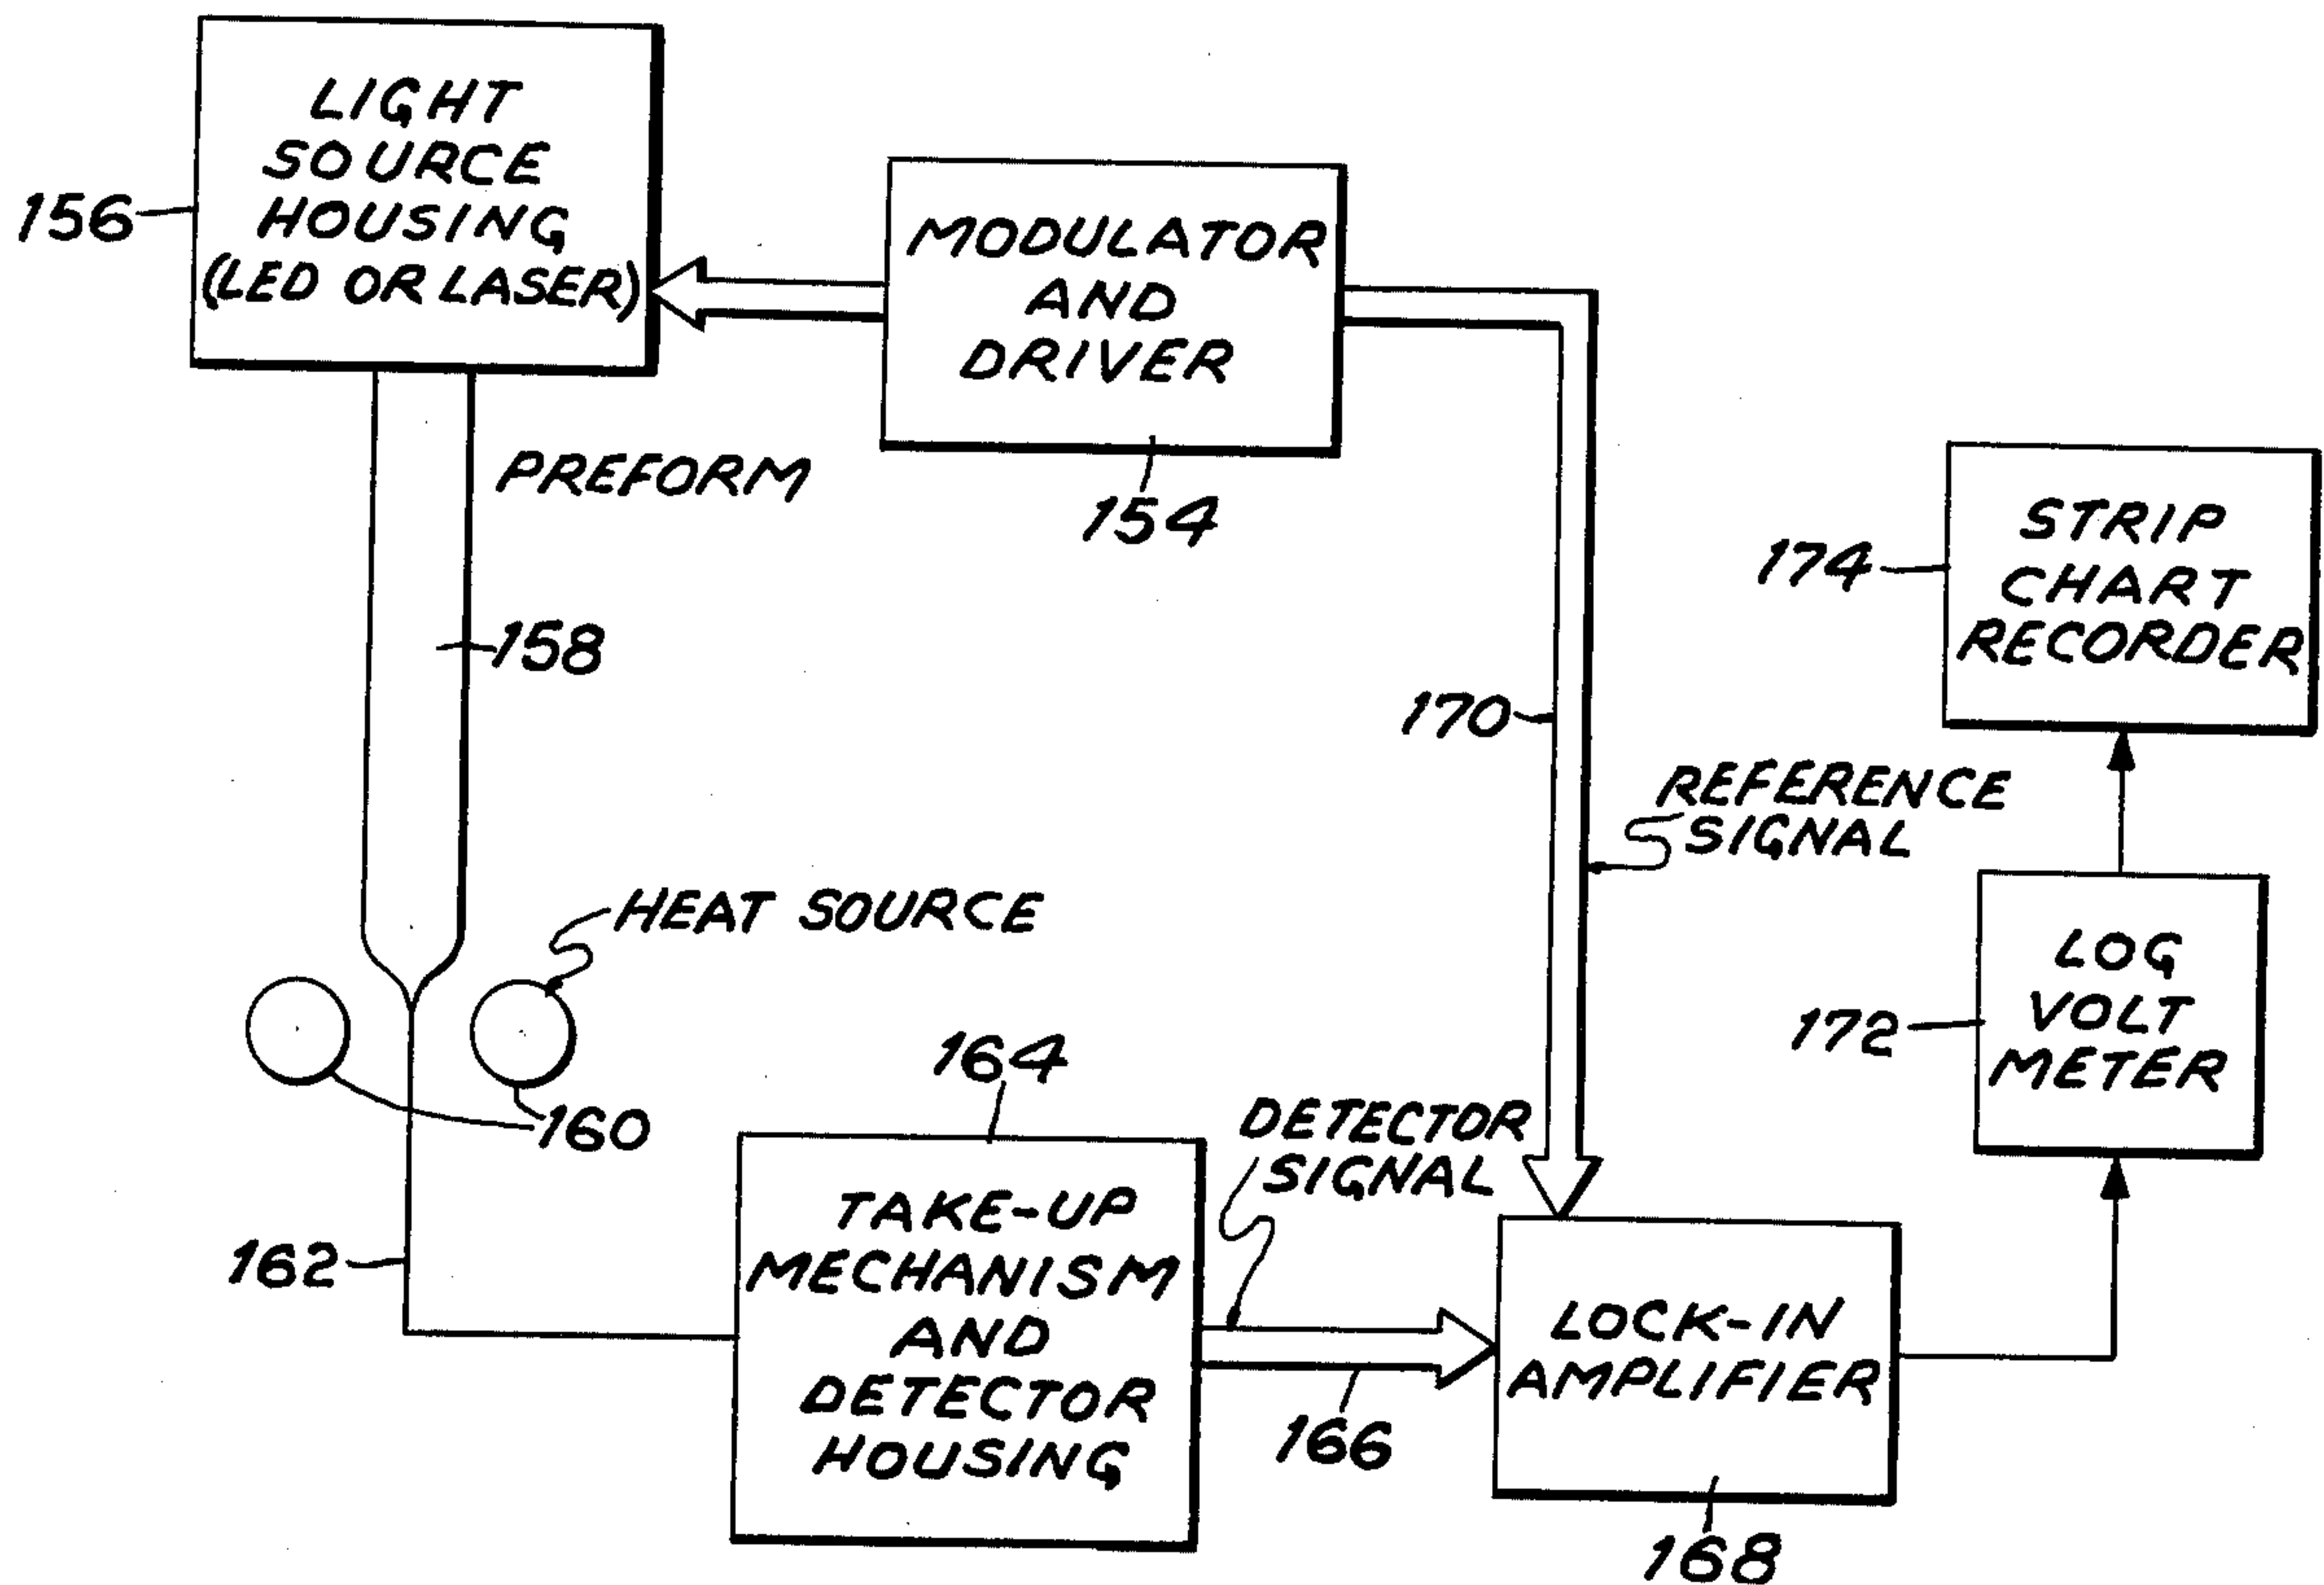 LIGHT
SOURCE
HOUSING
(LED OR LASER)
156
MODULATOR
AND
DRIVER
154
PREFORM
158
STRIP
CHART
RECORDER
174
170
REFERENCE
SIGNAL
HEAT SOURCE
160
LOG
VOLT
METER
172
164
162
TAKE-UP
MECHANISM
AND
DETECTOR
HOUSING
DETECTOR
SIGNAL
166
LOCK-IN
AMPLIFIER
168